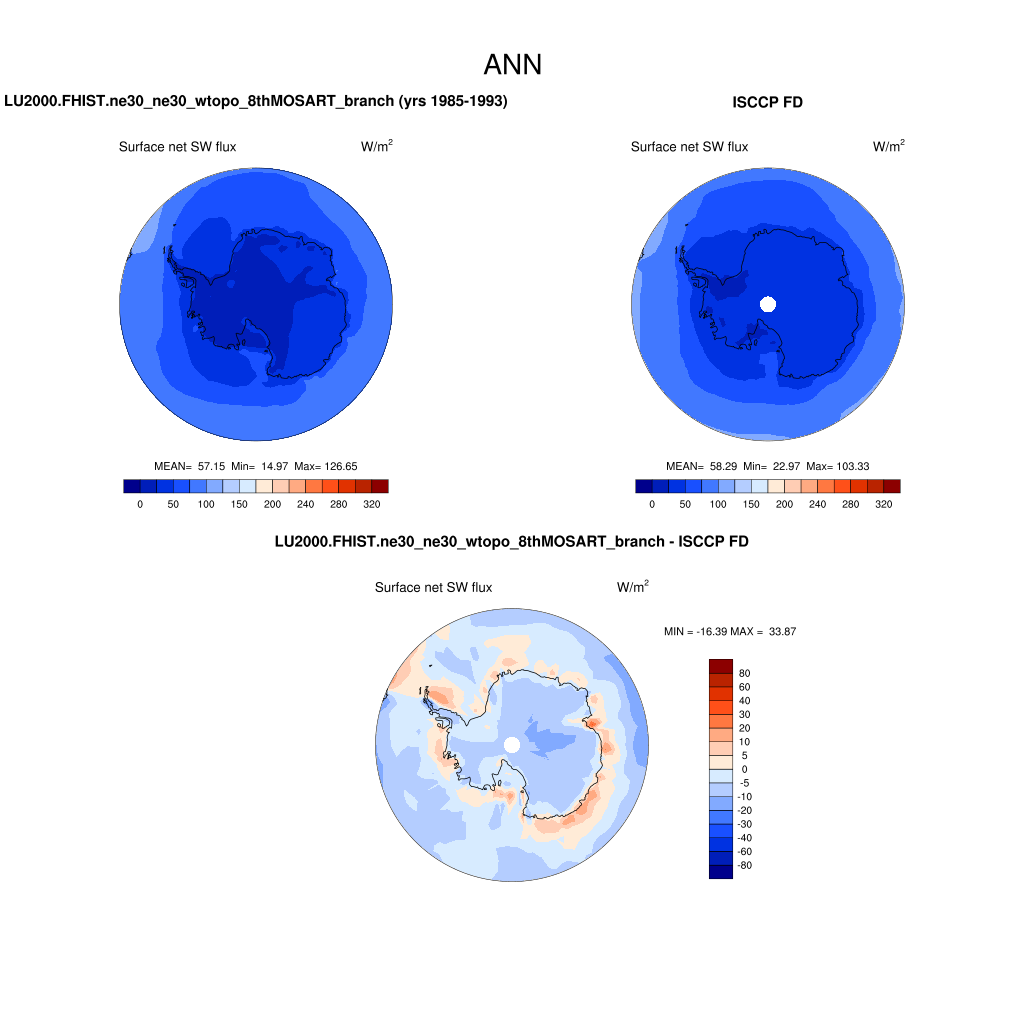 ANN
LU2000.FHIST.ne30_ne30_wtopo_8thMOSART_branch (yrs 1985-1993)
Surface net SW flux W/m²
MEAN= 57.15 Min= 14.97 Max= 126.65
0 50 100 150 200 240 280 320
ISCCP FD
Surface net SW flux W/m²
MEAN= 58.29 Min= 22.97 Max= 103.33
0 50 100 150 200 240 280 320
LU2000.FHIST.ne30_ne30_wtopo_8thMOSART_branch - ISCCP FD
Surface net SW flux W/m²
MIN = -16.39 MAX = 33.87
80
60
40
30
20
10
5
0
-5
-10
-20
-30
-40
-60
-80